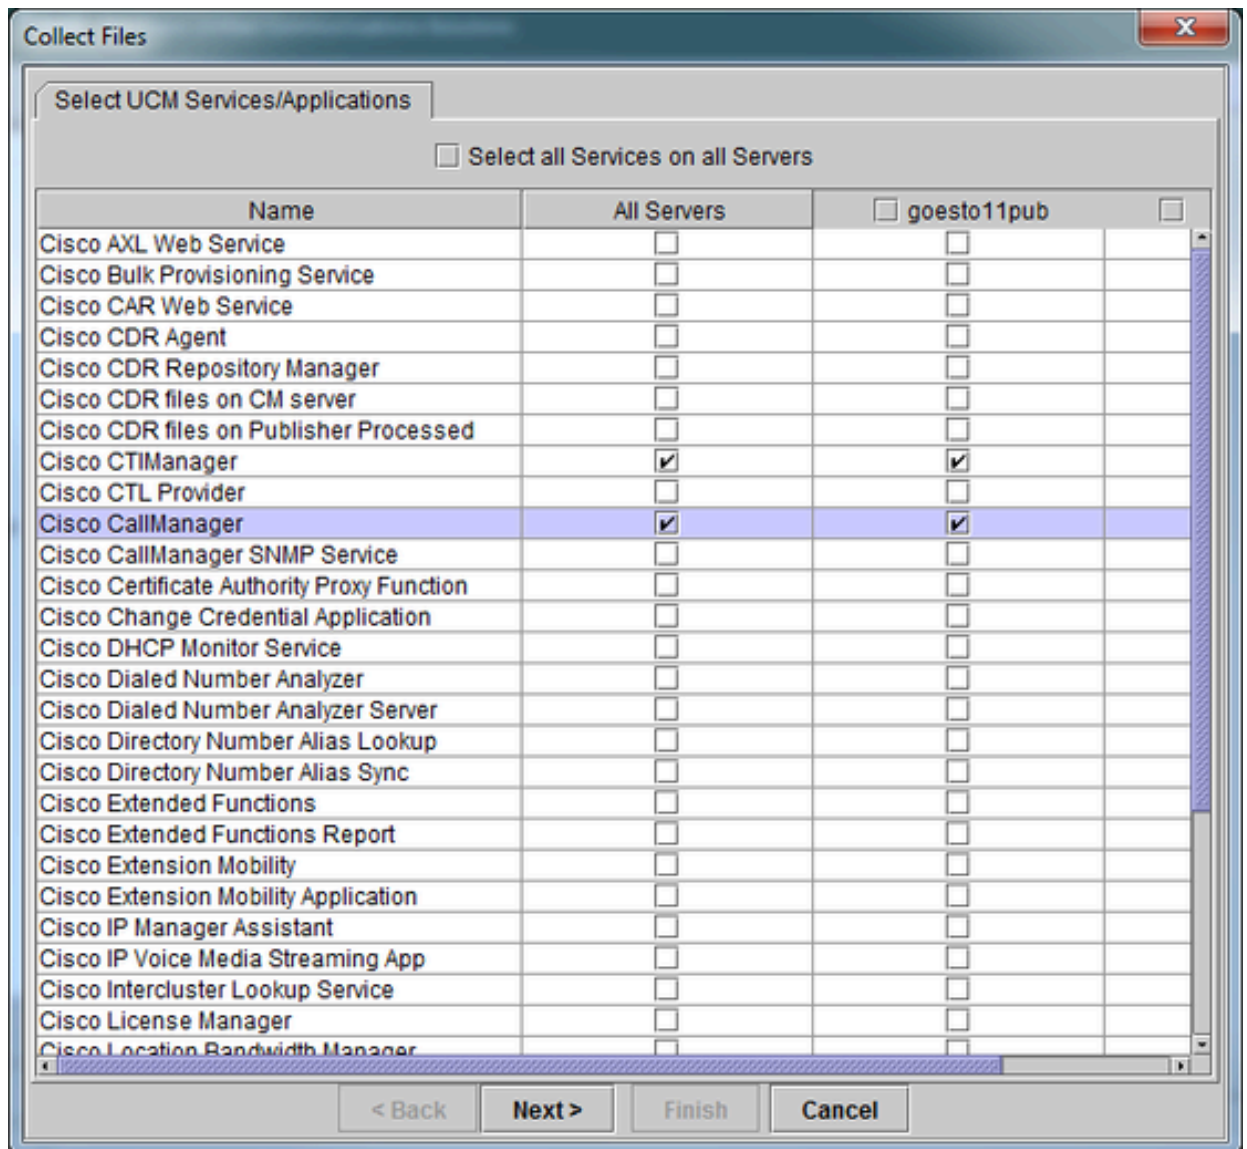 Collect Files
Select UCM Services/Applications
Select all Services on all Servers
Name All Servers goesto11pub
Cisco AXL Web Service
Cisco Bulk Provisioning Service
Cisco CAR Web Service
Cisco CDR Agent
Cisco CDR Repository Manager
Cisco CDR files on CM server
Cisco CDR files on Publisher Processed
Cisco CTIManager
Cisco CTL Provider
Cisco CallManager
Cisco CallManager SNMP Service
Cisco Certificate Authority Proxy Function
Cisco Change Credential Application
Cisco DHCP Monitor Service
Cisco Dialed Number Analyzer
Cisco Dialed Number Analyzer Server
Cisco Directory Number Alias Lookup
Cisco Directory Number Alias Sync
Cisco Extended Functions
Cisco Extended Functions Report
Cisco Extension Mobility
Cisco Extension Mobility Application
Cisco IP Manager Assistant
Cisco IP Voice Media Streaming App
Cisco Intercluster Lookup Service
Cisco License Manager
Cisco Location Bandwidth Manager
< Back Next > Finish Cancel